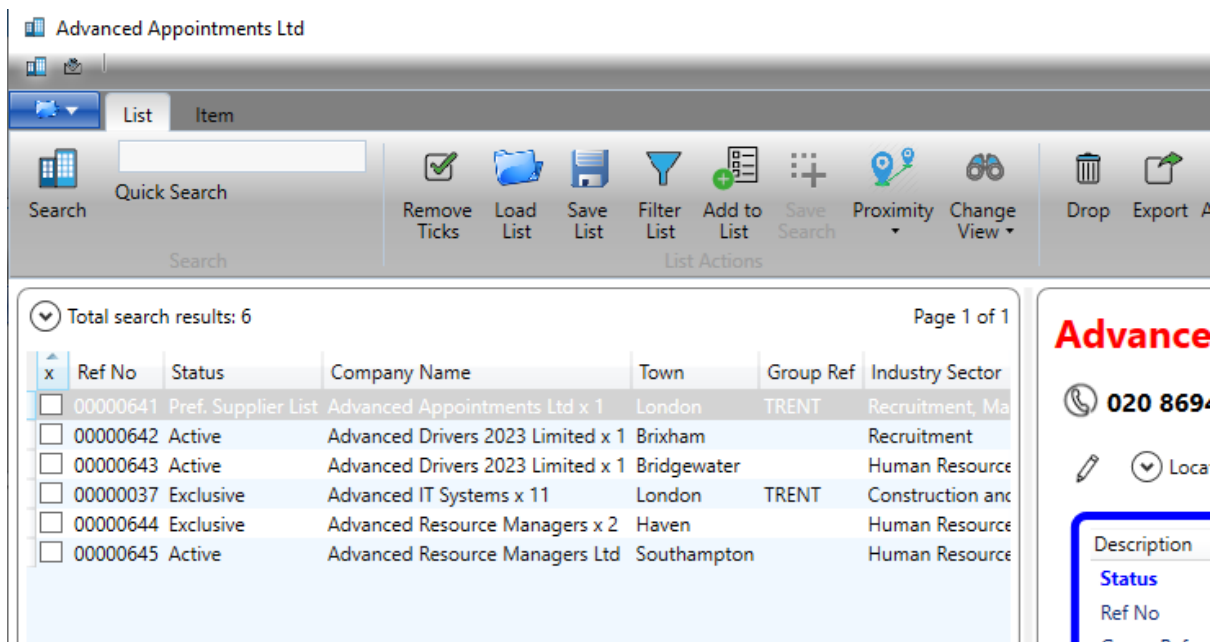 Advanced Appointments Ltd
List Item
Search
Quick Search
Remove Ticks
Load List
Save List
Filter List
Add to List
Save Search
Proximity
Change View
Drop
Export
Search
List Actions
Total search results: 6 Page 1 of 1
x Ref No Status Company Name Town Group Ref Industry Sector
00000641 Pref. Supplier List Advanced Appointments Ltd x 1 London TRENT Recruitment, Ma
00000642 Active Advanced Drivers 2023 Limited x 1 Brixham Recruitment
00000643 Active Advanced Drivers 2023 Limited x 1 Bridgewater Human Resource
00000037 Exclusive Advanced IT Systems x 11 London TRENT Construction and
00000644 Exclusive Advanced Resource Managers x 2 Haven Human Resource
00000645 Active Advanced Resource Managers Ltd Southampton Human Resource
Advance
020 8694
Loca
Description
Status
Ref No